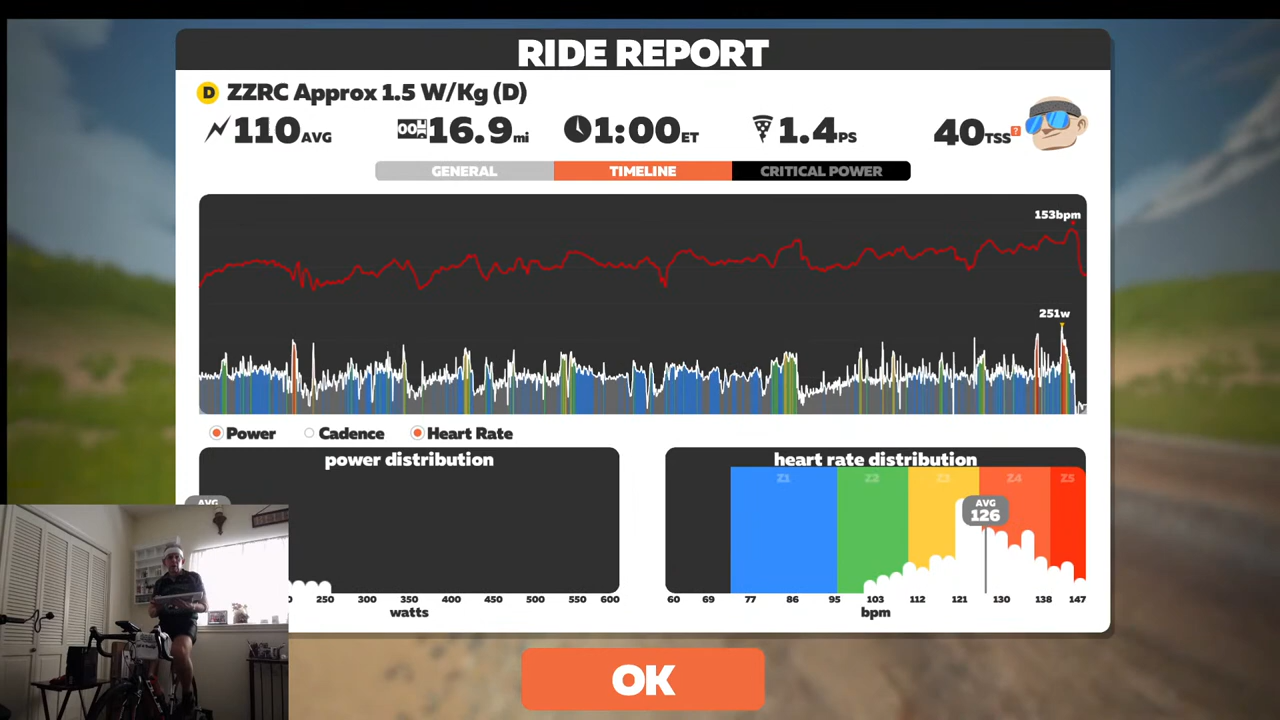 RIDE REPORT
D ZZRC Approx 1.5 W/Kg (D)
110AVG 16.9mi 1:00ET 1.4PS 40TSS?
GENERAL TIMELINE CRITICAL POWER
153bpm
251w
Power Cadence Heart Rate
power distribution
AVG
250 300 350 400 450 500 550 600
watts
heart rate distribution
Z1 Z2 Z3 Z4 Z5
AVG
126
60 69 77 86 95 103 112 121 130 138 147
bpm
OK